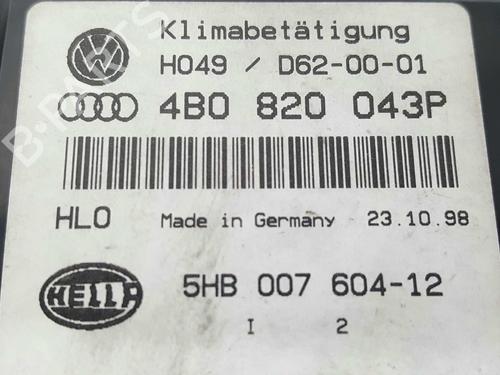 Klimabetätigung
H049 / D62-00-01
4B0 820 043P
HLO Made in Germany 23.10.98
HELLA 5HB 007 604-12
I 2
B-PARTS